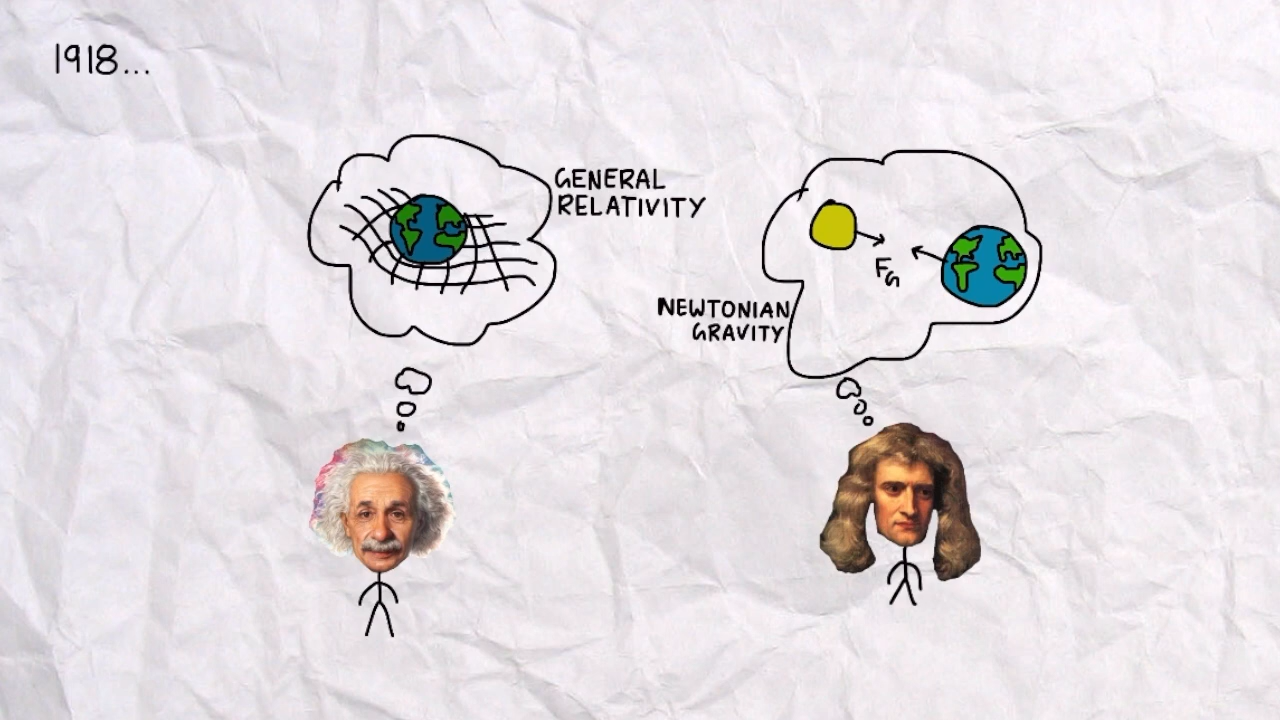 1918...
GENERAL
RELATIVITY
NEWTONIAN
GRAVITY
FG